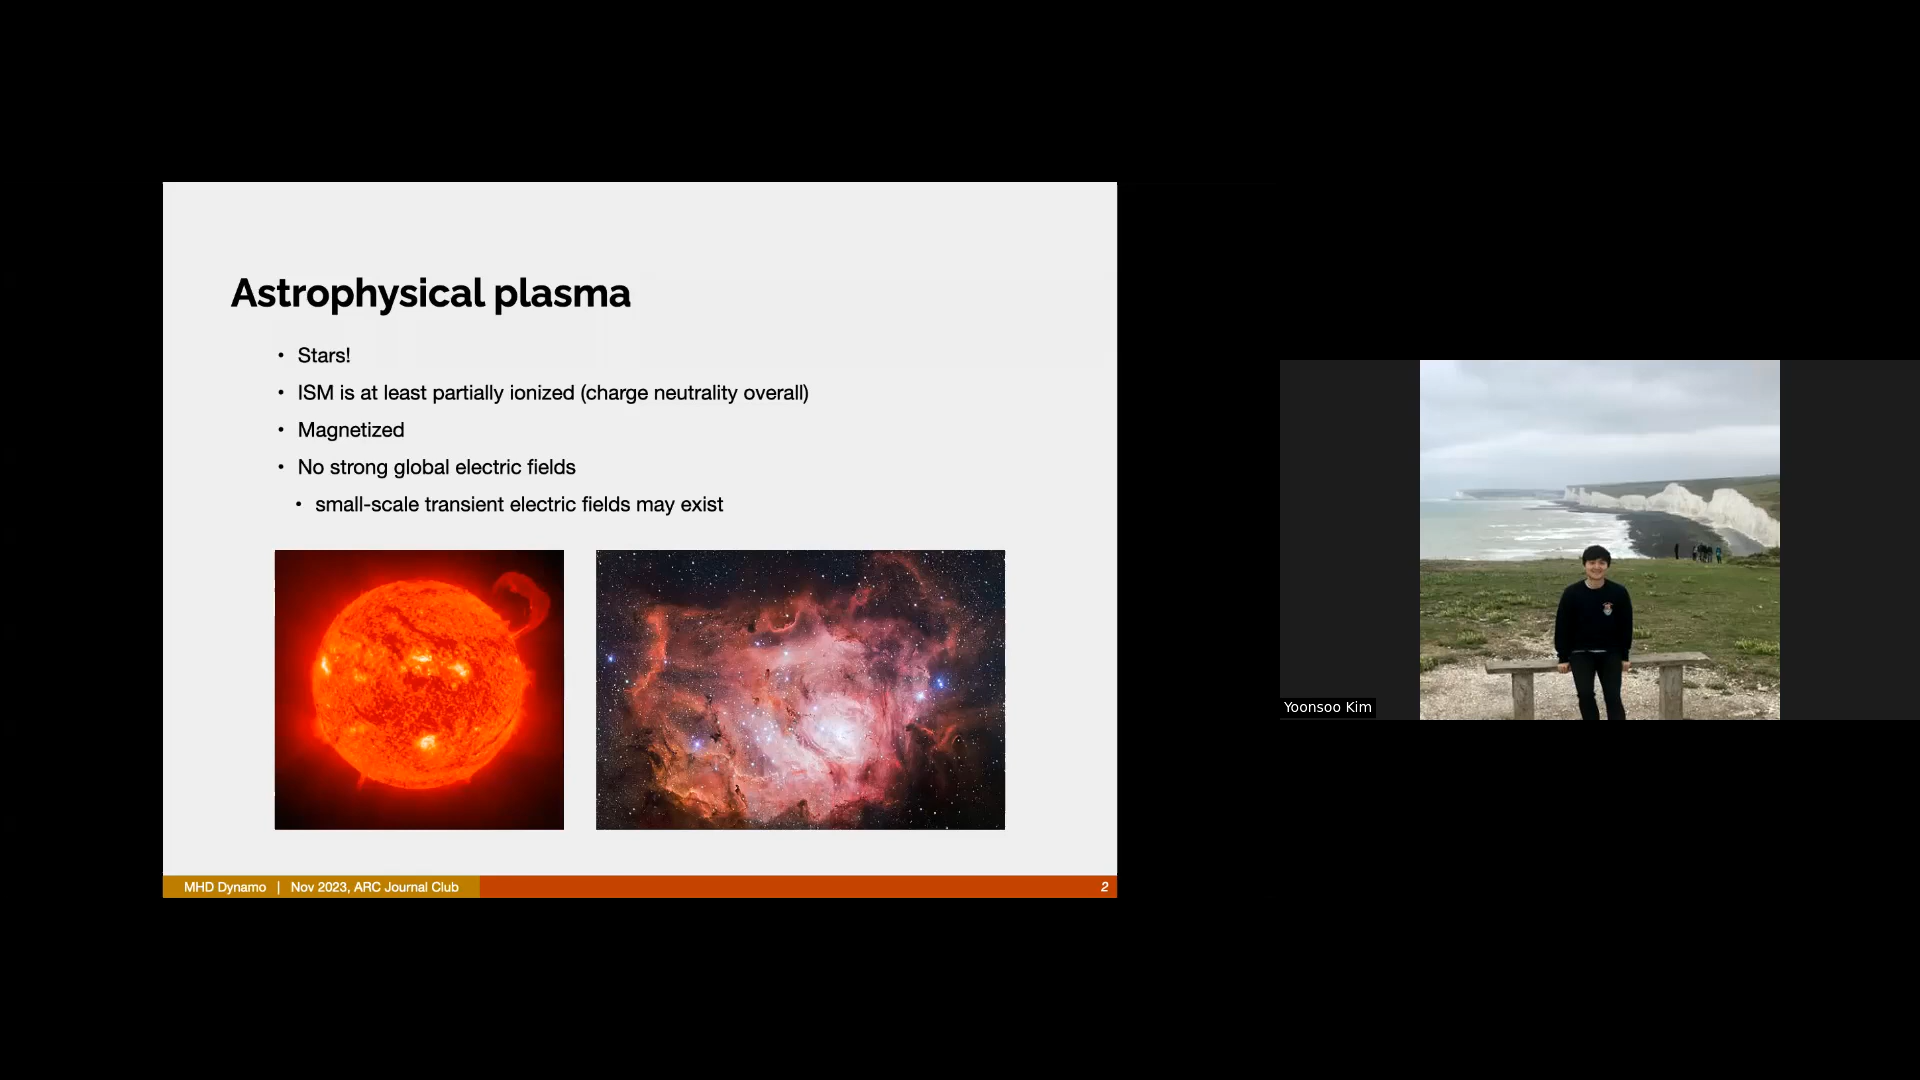 Astrophysical plasma
• Stars!
• ISM is at least partially ionized (charge neutrality overall)
• Magnetized
• No strong global electric fields
• small-scale transient electric fields may exist
MHD Dynamo | Nov 2023, ARC Journal Club
2
Yoonsoo Kim